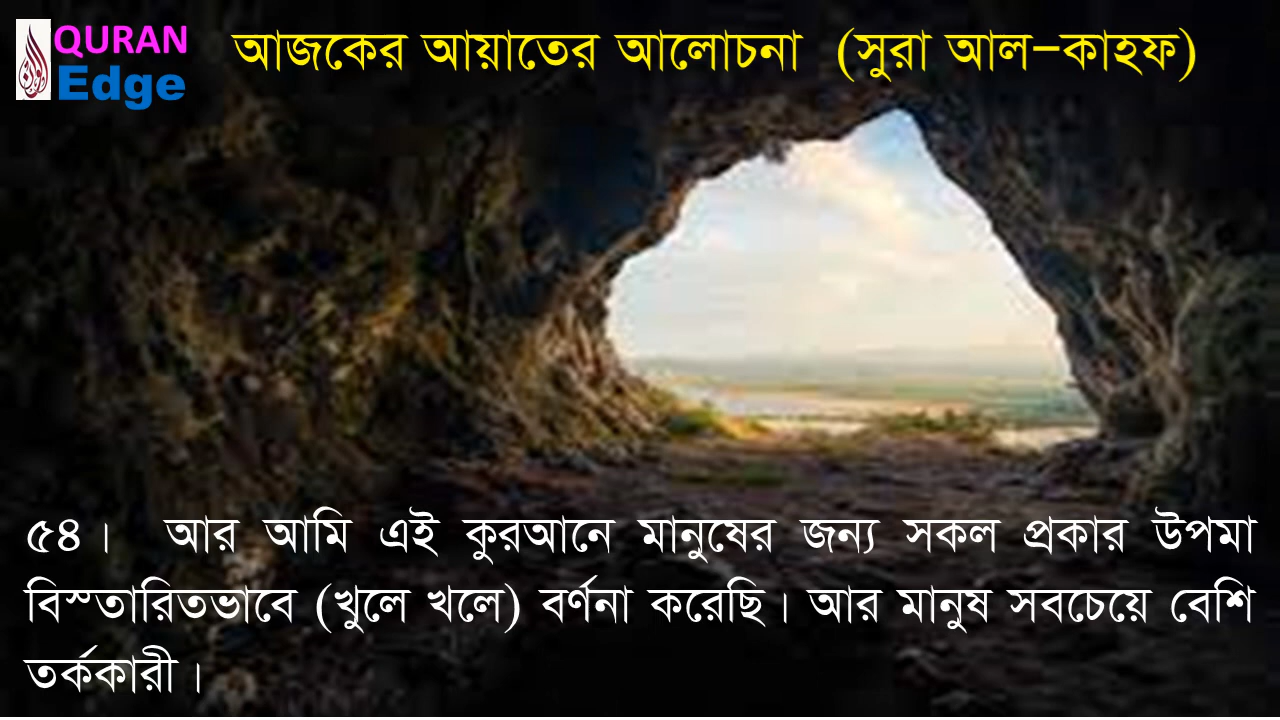 QURAN
Edge
আজকের আয়াতের আলোচনা (সুরা আল-কাহফ)
৫৪। আর আমি এই কুরআনে মানুষের জন্য সকল প্রকার উপমা
বিস্তারিতভাবে (খুলে খলে) বর্ণনা করেছি। আর মানুষ সবচেয়ে বেশি
তর্ককারী।